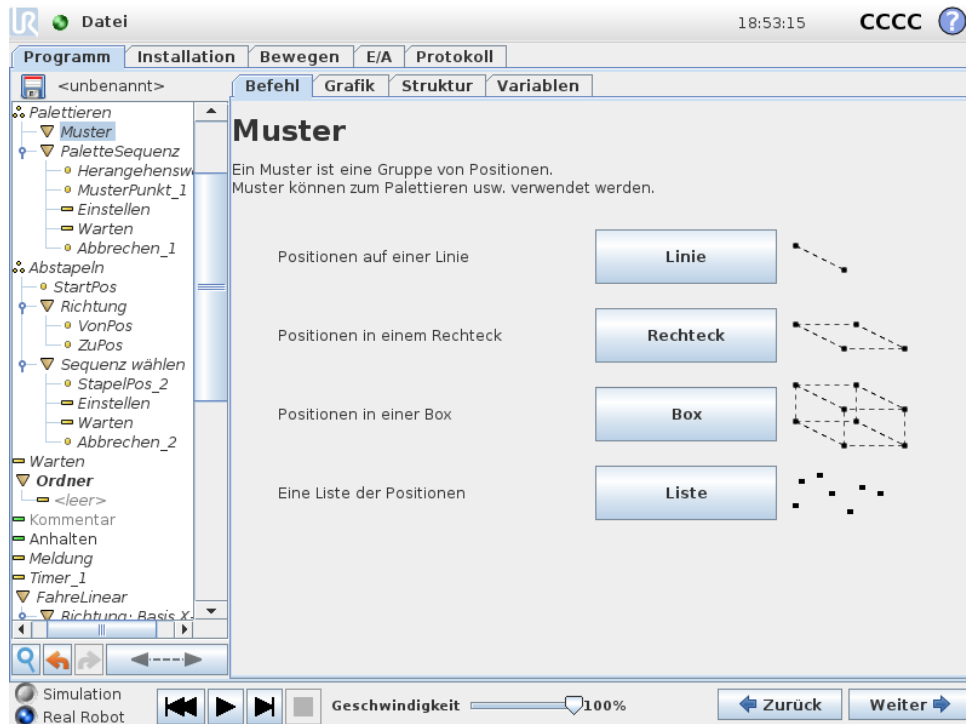 UR Datei 18:53:15 CCCC ?
Programm Installation Bewegen E/A Protokoll
<unbenannt>
Befehl Grafik Struktur Variablen
Palettieren
Muster
PaletteSequenz
Herangehensw
MusterPunkt_1
Einstellen
Warten
Abbrechen_1
Abstapeln
StartPos
Richtung
VonPos
ZuPos
Sequenz wählen
StapelPos_2
Einstellen
Warten
Abbrechen_2
Warten
Ordner
<leer>
Kommentar
Anhalten
Meldung
Timer_1
FahreLinear
Richtung: Basis X-
Muster
Ein Muster ist eine Gruppe von Positionen.
Muster können zum Palettieren usw. verwendet werden.
Positionen auf einer Linie Linie
Positionen in einem Rechteck Rechteck
Positionen in einer Box Box
Eine Liste der Positionen Liste
Simulation
Real Robot
Geschwindigkeit 100%
Zurück Weiter